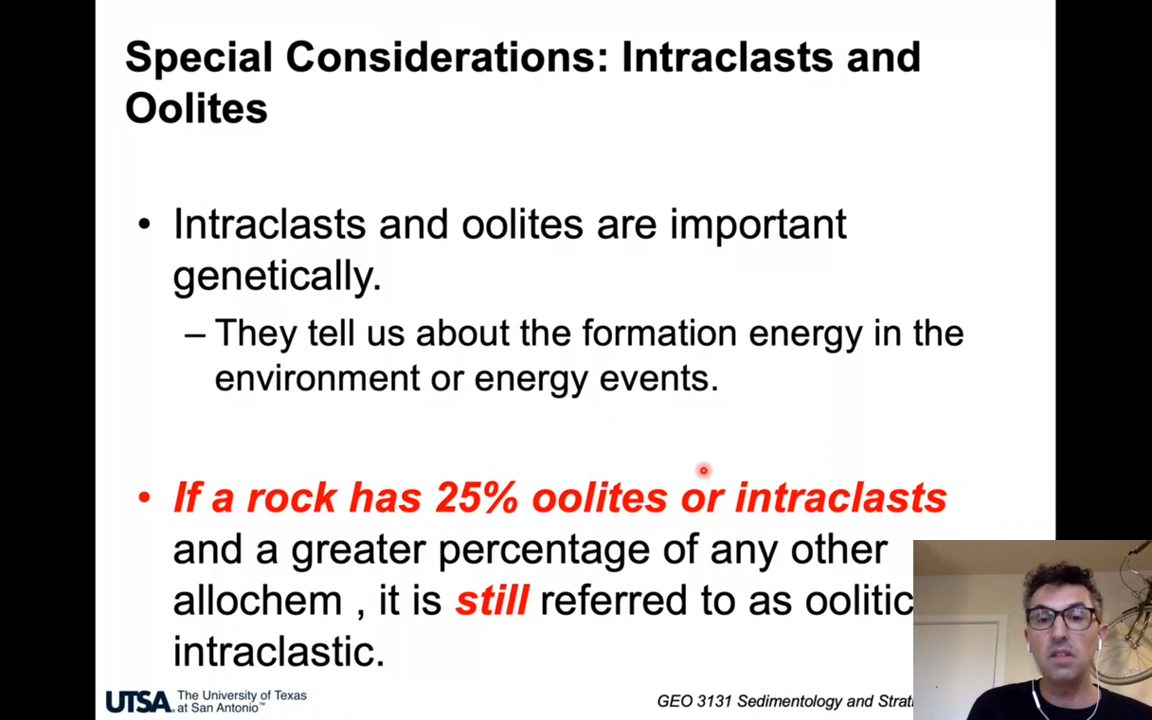 Special Considerations: Intraclasts and
Oolites
• Intraclasts and oolites are important
genetically.
– They tell us about the formation energy in the
environment or energy events.
• If a rock has 25% oolites or intraclasts
and a greater percentage of any other
allochem , it is still referred to as oolitic
intraclastic.
UTSA The University of Texas
at San Antonio™
GEO 3131 Sedimentology and